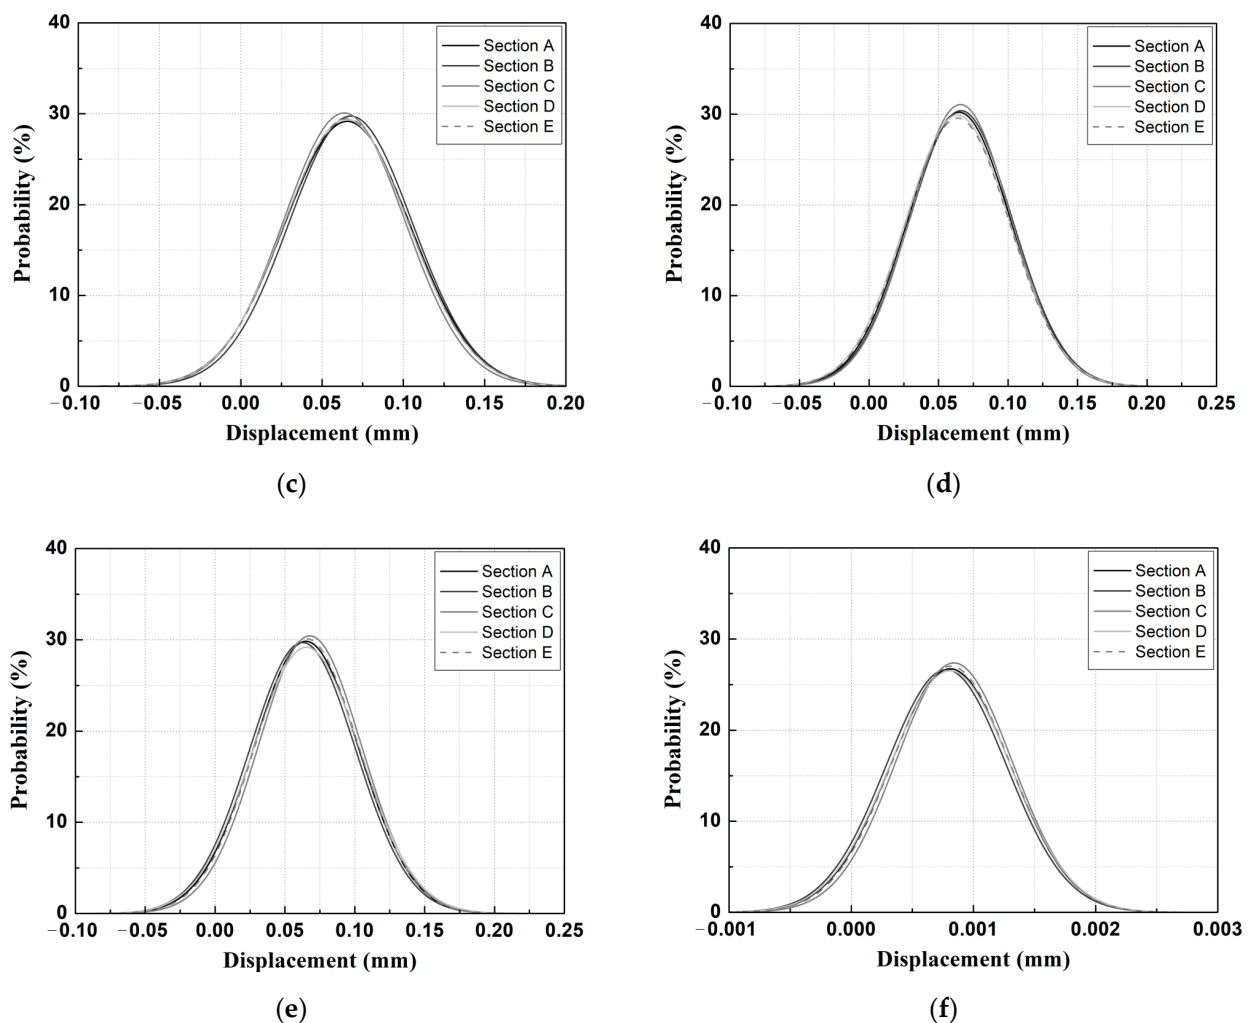 40
30
20
10
0
Probability (%)
Section A
Section B
Section C
Section D
Section E
−0.10 −0.05 0.00 0.05 0.10 0.15 0.20
Displacement (mm)
(c)
40
30
20
10
0
Probability (%)
Section A
Section B
Section C
Section D
Section E
−0.10 −0.05 0.00 0.05 0.10 0.15 0.20 0.25
Displacement (mm)
(d)
40
30
20
10
0
Probability (%)
Section A
Section B
Section C
Section D
Section E
−0.10 −0.05 0.00 0.05 0.10 0.15 0.20 0.25
Displacement (mm)
(e)
40
30
20
10
0
Probability (%)
Section A
Section B
Section C
Section D
Section E
−0.001 0.000 0.001 0.002 0.003
Displacement (mm)
(f)